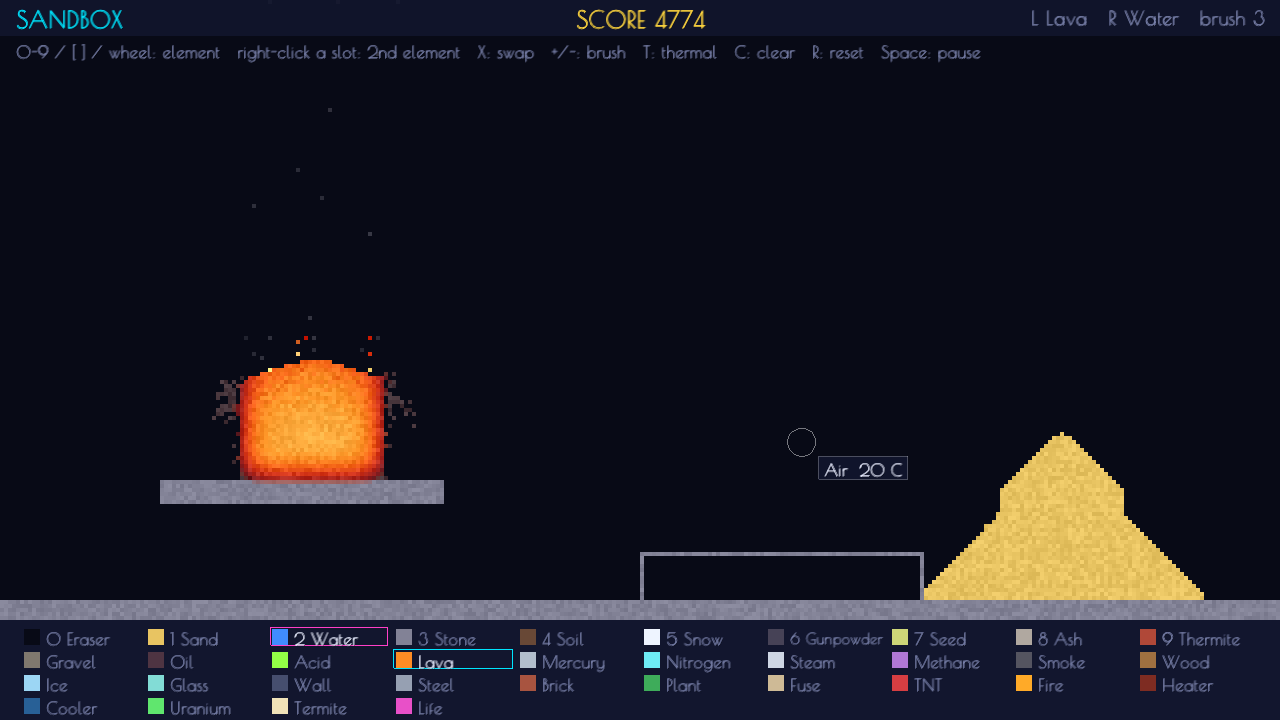 SANDBOX SCORE 4774 L Lava R Water brush 3
0-9 / [ ] / wheel: element right-click a slot: 2nd element X: swap +/-: brush T: thermal C: clear R: reset Space: pause
Air 20 C
0 Eraser 1 Sand 2 Water 3 Stone 4 Soil 5 Snow 6 Gunpowder 7 Seed 8 Ash 9 Thermite
Gravel Oil Acid Lava Mercury Nitrogen Steam Methane Smoke Wood
Ice Glass Wall Steel Brick Plant Fuse TNT Fire Heater
Cooler Uranium Termite Life